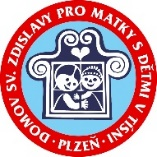 DOMOV SV. ZDISLAVY PRO MATKY S DĚTMI V TÍSNI
· PLZEŇ ·